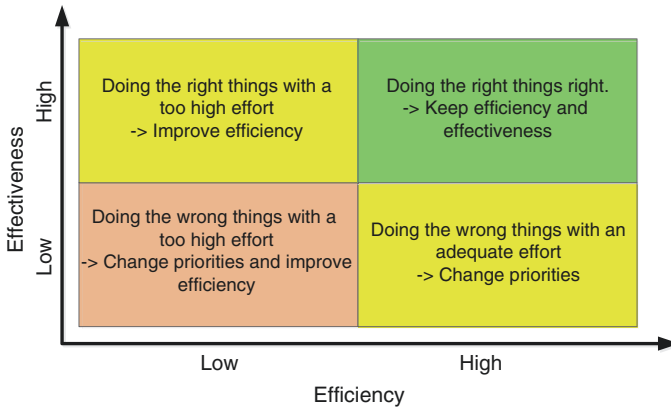 Effectiveness
High
Low
Doing the right things with a
too high effort
-> Improve efficiency
Doing the right things right.
-> Keep efficiency and
effectiveness
Doing the wrong things with a
too high effort
-> Change priorities and improve
efficiency
Doing the wrong things with an
adequate effort
-> Change priorities
Low
High
Efficiency